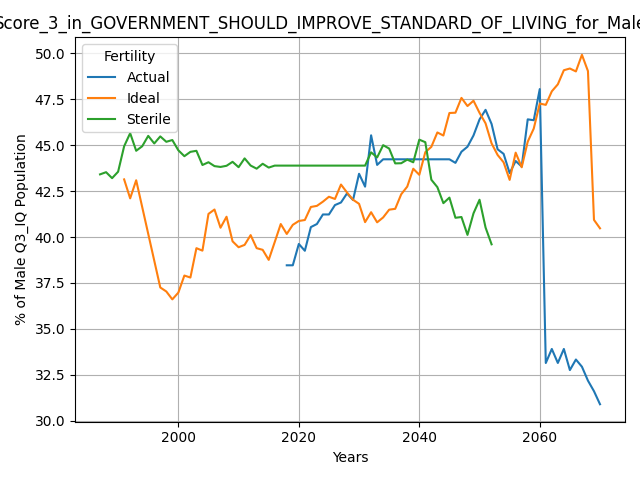 Score_3_in_GOVERNMENT_SHOULD_IMPROVE_STANDARD_OF_LIVING_for_Male
Fertility
Actual
Ideal
Sterile
50.0
47.5
45.0
42.5
40.0
37.5
35.0
32.5
30.0
% of Male Q3_IQ Population
2000
2020
2040
2060
Years